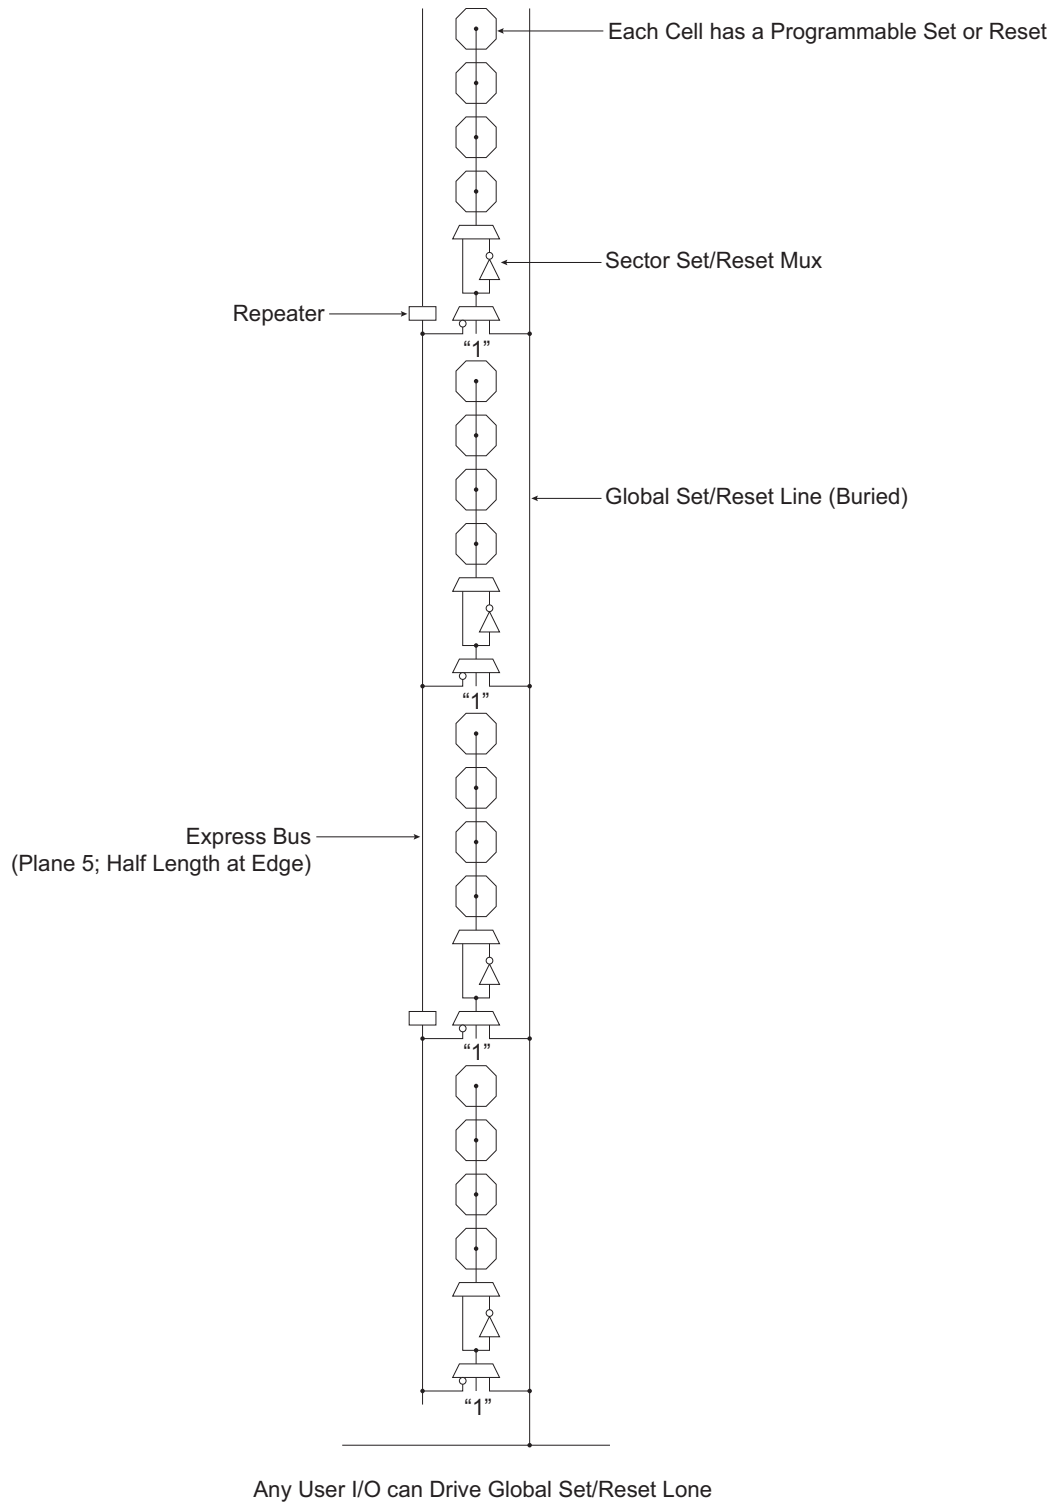 Each Cell has a Programmable Set or Reset
Sector Set/Reset Mux
Repeater
“1”
Global Set/Reset Line (Buried)
“1”
Express Bus
(Plane 5; Half Length at Edge)
“1”
“1”
Any User I/O can Drive Global Set/Reset Lone